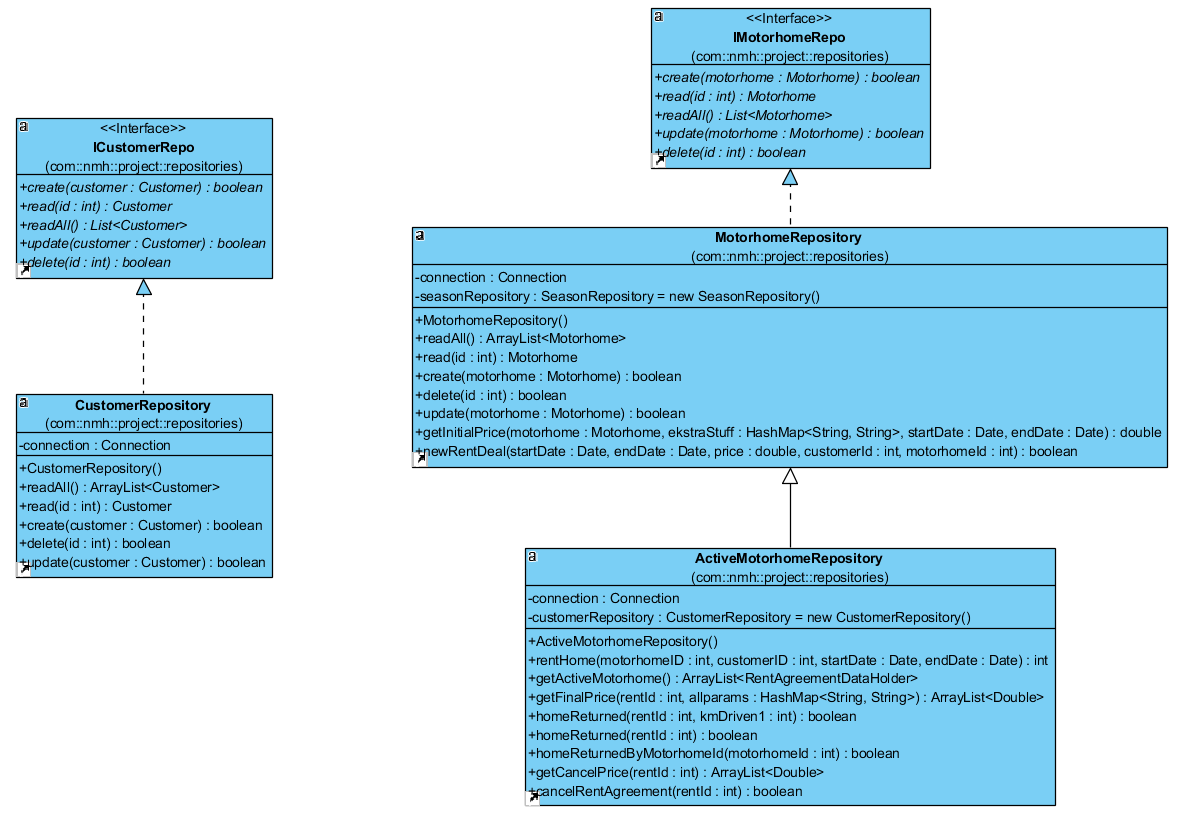 <<Interface>>
IMotorhomeRepo
(com::nmh::project::repositories)
+create(motorhome : Motorhome) : boolean
+read(id : int) : Motorhome
+readAll() : List<Motorhome>
+update(motorhome : Motorhome) : boolean
+delete(id : int) : boolean
<<Interface>>
ICustomerRepo
(com::nmh::project::repositories)
+create(customer : Customer) : boolean
+read(id : int) : Customer
+readAll() : List<Customer>
+update(customer : Customer) : boolean
+delete(id : int) : boolean
MotorhomeRepository
(com::nmh::project::repositories)
-connection : Connection
-seasonRepository : SeasonRepository = new SeasonRepository()
+MotorhomeRepository()
+readAll() : ArrayList<Motorhome>
+read(id : int) : Motorhome
+create(motorhome : Motorhome) : boolean
+delete(id : int) : boolean
+update(motorhome : Motorhome) : boolean
+getInitialPrice(motorhome : Motorhome, ekstraStuff : HashMap<String, String>, startDate : Date, endDate : Date) : double
+newRentDeal(startDate : Date, endDate : Date, price : double, customerId : int, motorhomeId : int) : boolean
CustomerRepository
(com::nmh::project::repositories)
-connection : Connection
+CustomerRepository()
+readAll() : ArrayList<Customer>
+read(id : int) : Customer
+create(customer : Customer) : boolean
+delete(id : int) : boolean
+update(customer : Customer) : boolean
ActiveMotorhomeRepository
(com::nmh::project::repositories)
-connection : Connection
-customerRepository : CustomerRepository = new CustomerRepository()
+ActiveMotorhomeRepository()
+rentHome(motorhomeID : int, customerID : int, startDate : Date, endDate : Date) : int
+getActiveMotorhome() : ArrayList<RentAgreementDataHolder>
+getFinalPrice(rentId : int, allparams : HashMap<String, String>) : ArrayList<Double>
+homeReturned(rentId : int, kmDriven1 : int) : boolean
+homeReturned(rentId : int) : boolean
+homeReturnedByMotorhomeId(motorhomeId : int) : boolean
+getCancelPrice(rentId : int) : ArrayList<Double>
+cancelRentAgreement(rentId : int) : boolean